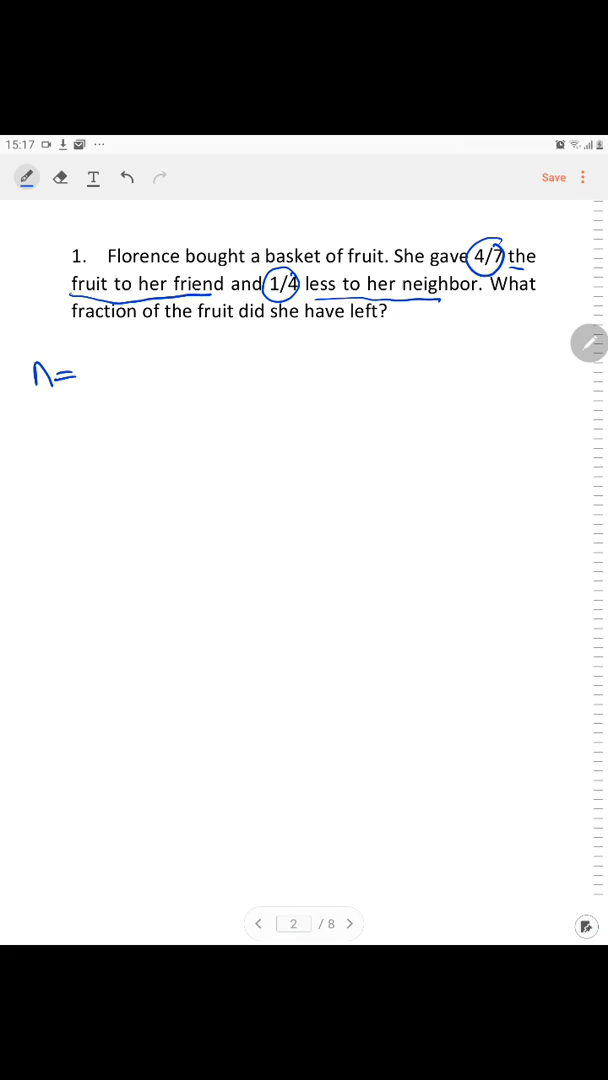 15:17 ...
T
Save
1. Florence bought a basket of fruit. She gave 4/7 the
fruit to her friend and 1/4 less to her neighbor. What
fraction of the fruit did she have left?
n=
2 / 8